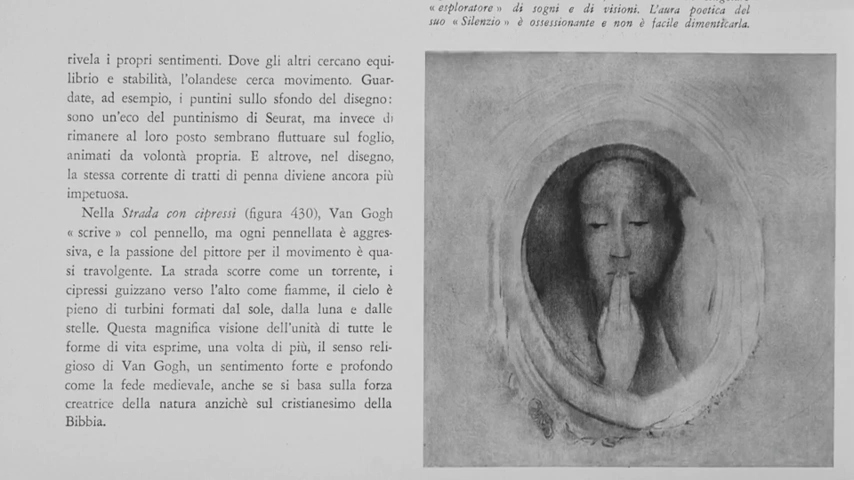 « esploratore » di sogni e di visioni. L'aura poetica del
suo « Silenzio » è ossessionante e non è facile dimenticarla.
rivela i propri sentimenti. Dove gli altri cercano equi-
librio e stabilità, l'olandese cerca movimento. Guar-
date, ad esempio, i puntini sullo sfondo del disegno:
sono un'eco del puntinismo di Seurat, ma invece di
rimanere al loro posto sembrano fluttuare sul foglio,
animati da volontà propria. E altrove, nel disegno,
la stessa corrente di tratti di penna diviene ancora più
impetuosa.
Nella Strada con cipressi (figura 430), Van Gogh
« scrive » col pennello, ma ogni pennellata è aggres-
siva, e la passione del pittore per il movimento è qua-
si travolgente. La strada scorre come un torrente, i
cipressi guizzano verso l'alto come fiamme, il cielo è
pieno di turbini formati dal sole, dalla luna e dalle
stelle. Questa magnifica visione dell'unità di tutte le
forme di vita esprime, una volta di più, il senso reli-
gioso di Van Gogh, un sentimento forte e profondo
come la fede medievale, anche se si basa sulla forza
creatrice della natura anzichè sul cristianesimo della
Bibbia.